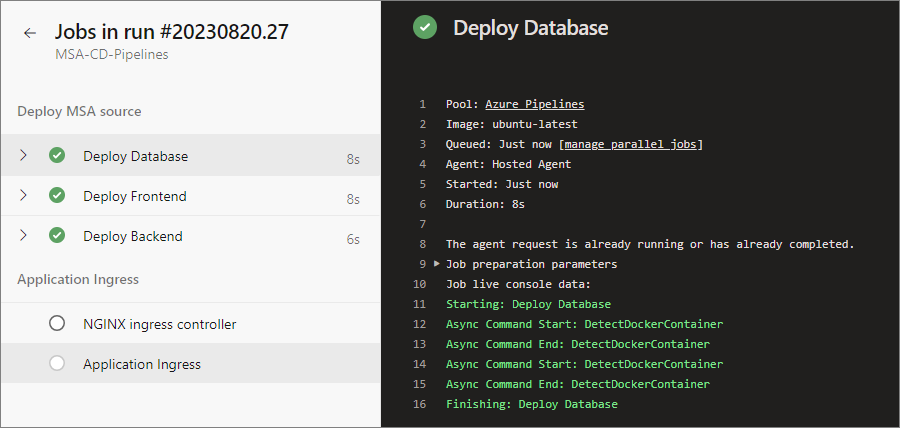 Jobs in run #20230820.27
MSA-CD-Pipelines
Deploy MSA source
Deploy Database 8s
Deploy Frontend 8s
Deploy Backend 6s
Application Ingress
NGINX ingress controller
Application Ingress
Deploy Database
1 Pool: Azure Pipelines
2 Image: ubuntu-latest
3 Queued: Just now [manage parallel jobs]
4 Agent: Hosted Agent
5 Started: Just now
6 Duration: 8s
7
8 The agent request is already running or has already completed.
9 Job preparation parameters
10 Job live console data:
11 Starting: Deploy Database
12 Async Command Start: DetectDockerContainer
13 Async Command End: DetectDockerContainer
14 Async Command Start: DetectDockerContainer
15 Async Command End: DetectDockerContainer
16 Finishing: Deploy Database